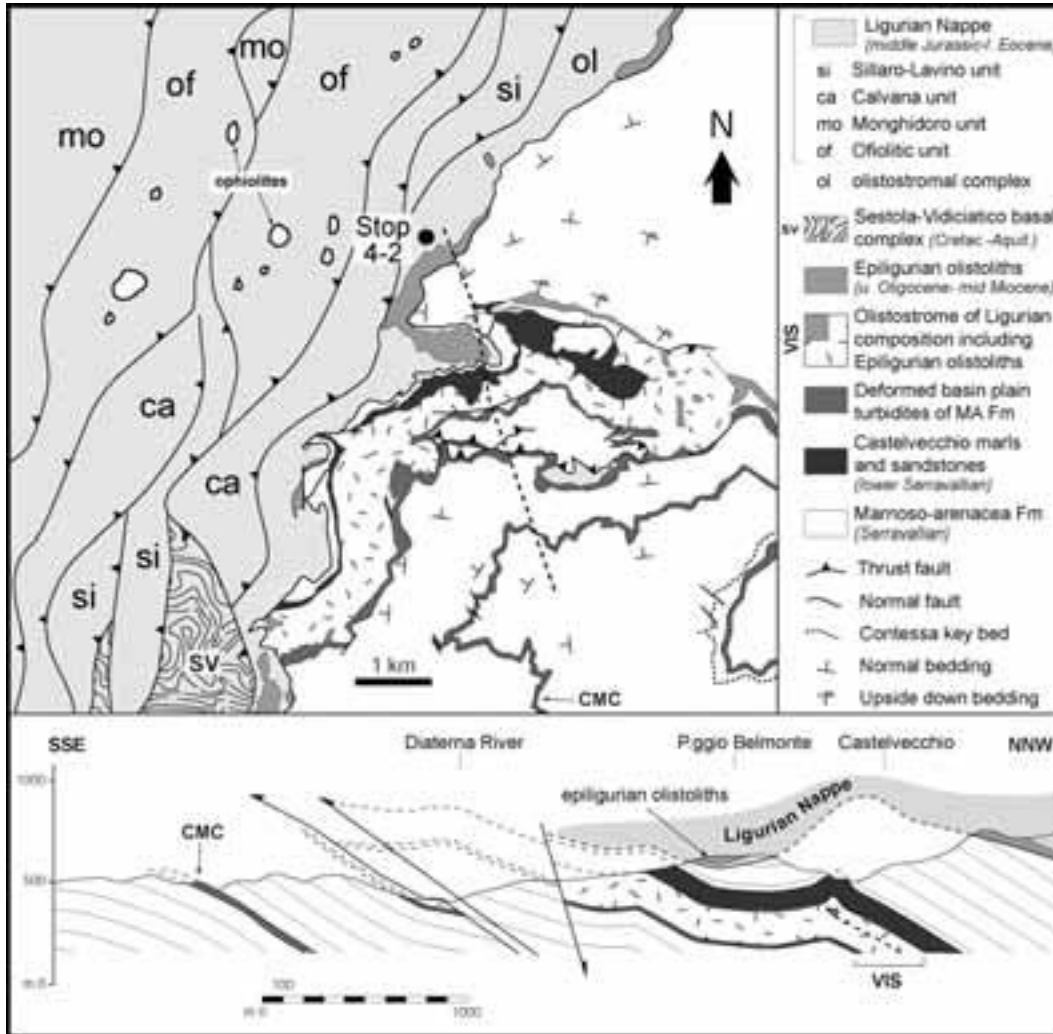 mo
of
mo
of
si
ol
ophiolites
Stop
4-2
N
ca
ca
si
si
sv
1 km
CMC
Ligurian Nappe
(middle Jurassic-l. Eocene)
si Sillaro-Lavino unit
ca Calvana unit
mo Monghidoro unit
of Ofiolitic unit
ol olistostromal complex
sv Sestola-Vidiciatico basal
complex (Cretac.-Aquit.)
Epiligurian olistoliths
(u. Oligocene- mid Miocene)
VIS
Olistostrome of Ligurian
composition including
Epiligurian olistoliths
Deformed basin plain
turbidites of MA Fm
Castelvecchio marls
and sandstones
(lower Serravallian)
Marnoso-arenacea Fm
(Serravallian)
Thrust fault
Normal fault
Contessa key bed
Normal bedding
Upside down bedding
SSE
Diaterna River
P.ggio Belmonte
Castelvecchio
NNW
1000
epiligurian olistoliths
Ligurian Nappe
CMC
500
VIS
m 0
100
m 0
1000